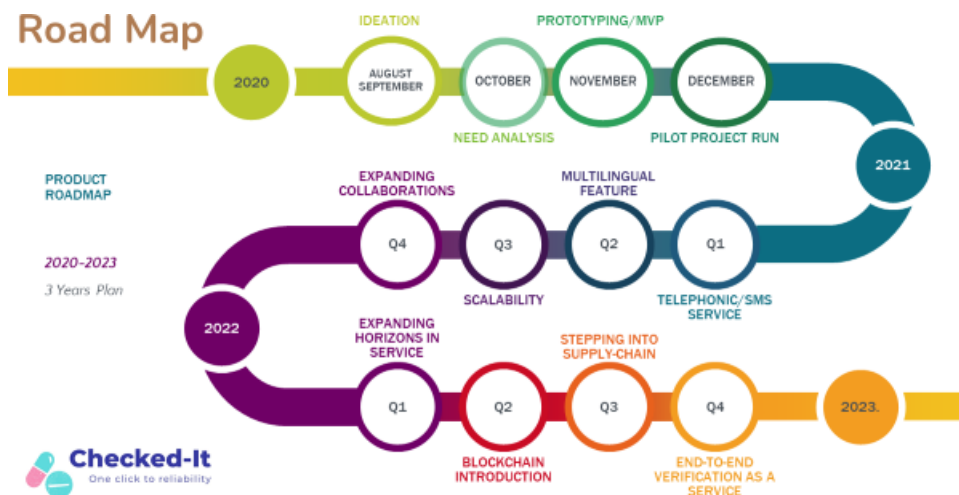 Road Map
IDEATION
PROTOTYPING/MVP
2020
AUGUST
SEPTEMBER
OCTOBER
NOVEMBER
DECEMBER
NEED ANALYSIS
PILOT PROJECT RUN
2021
PRODUCT
ROADMAP
2020-2023
3 Years Plan
EXPANDING
COLLABORATIONS
MULTILINGUAL
FEATURE
Q4
Q3
Q2
Q1
SCALABILITY
TELEPHONIC/SMS
SERVICE
2022
EXPANDING
HORIZONS IN
SERVICE
STEPPING INTO
SUPPLY-CHAIN
Q1
Q2
Q3
Q4
2023.
BLOCKCHAIN
INTRODUCTION
END-TO-END
VERIFICATION AS A
SERVICE
Checked-It
One click to reliability